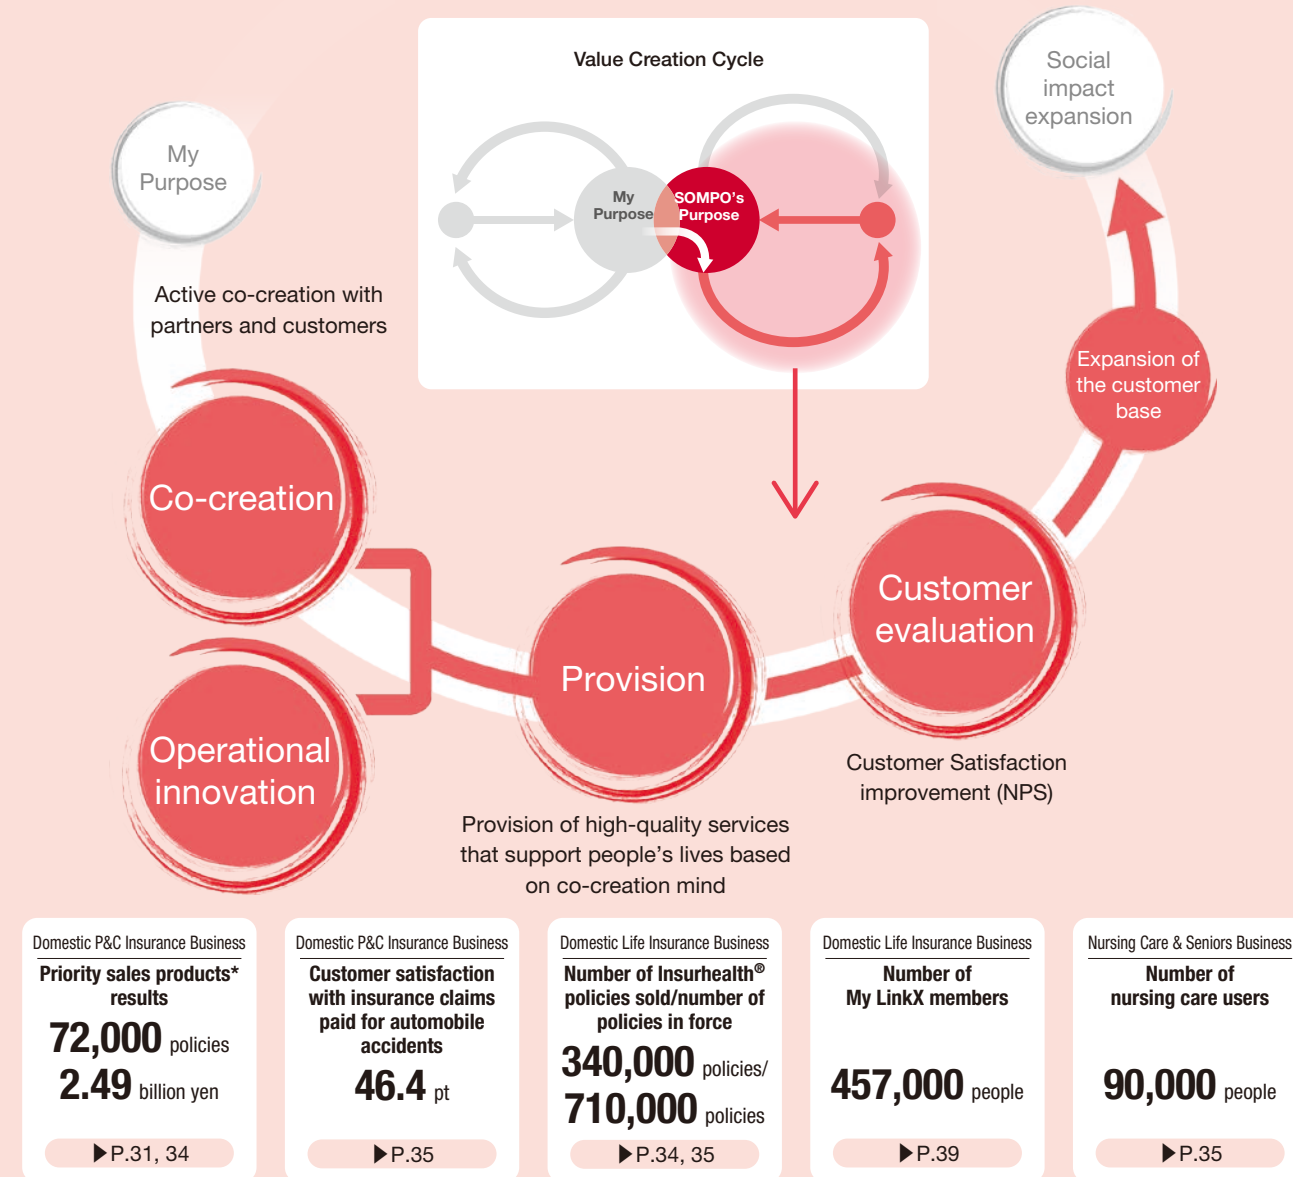 Value Creation Cycle
My
Purpose
SOMPO's
Purpose
My
Purpose
Social
impact
expansion
Active co-creation with
partners and customers
Expansion of
the customer
base
Co-creation
Operational
innovation
Provision
Customer
evaluation
Provision of high-quality services
that support people's lives based
on co-creation mind
Customer Satisfaction
improvement (NPS)
Domestic P&C Insurance Business
Priority sales products*
results
72,000 policies
2.49 billion yen
▶P.31, 34
Domestic P&C Insurance Business
Customer satisfaction
with insurance claims
paid for automobile
accidents
46.4 pt
▶P.35
Domestic Life Insurance Business
Number of Insurhealth®
policies sold/number of
policies in force
340,000 policies/
710,000 policies
▶P.34, 35
Domestic Life Insurance Business
Number of
My LinkX members
457,000 people
▶P.39
Nursing Care & Seniors Business
Number of
nursing care users
90,000 people
▶P.35